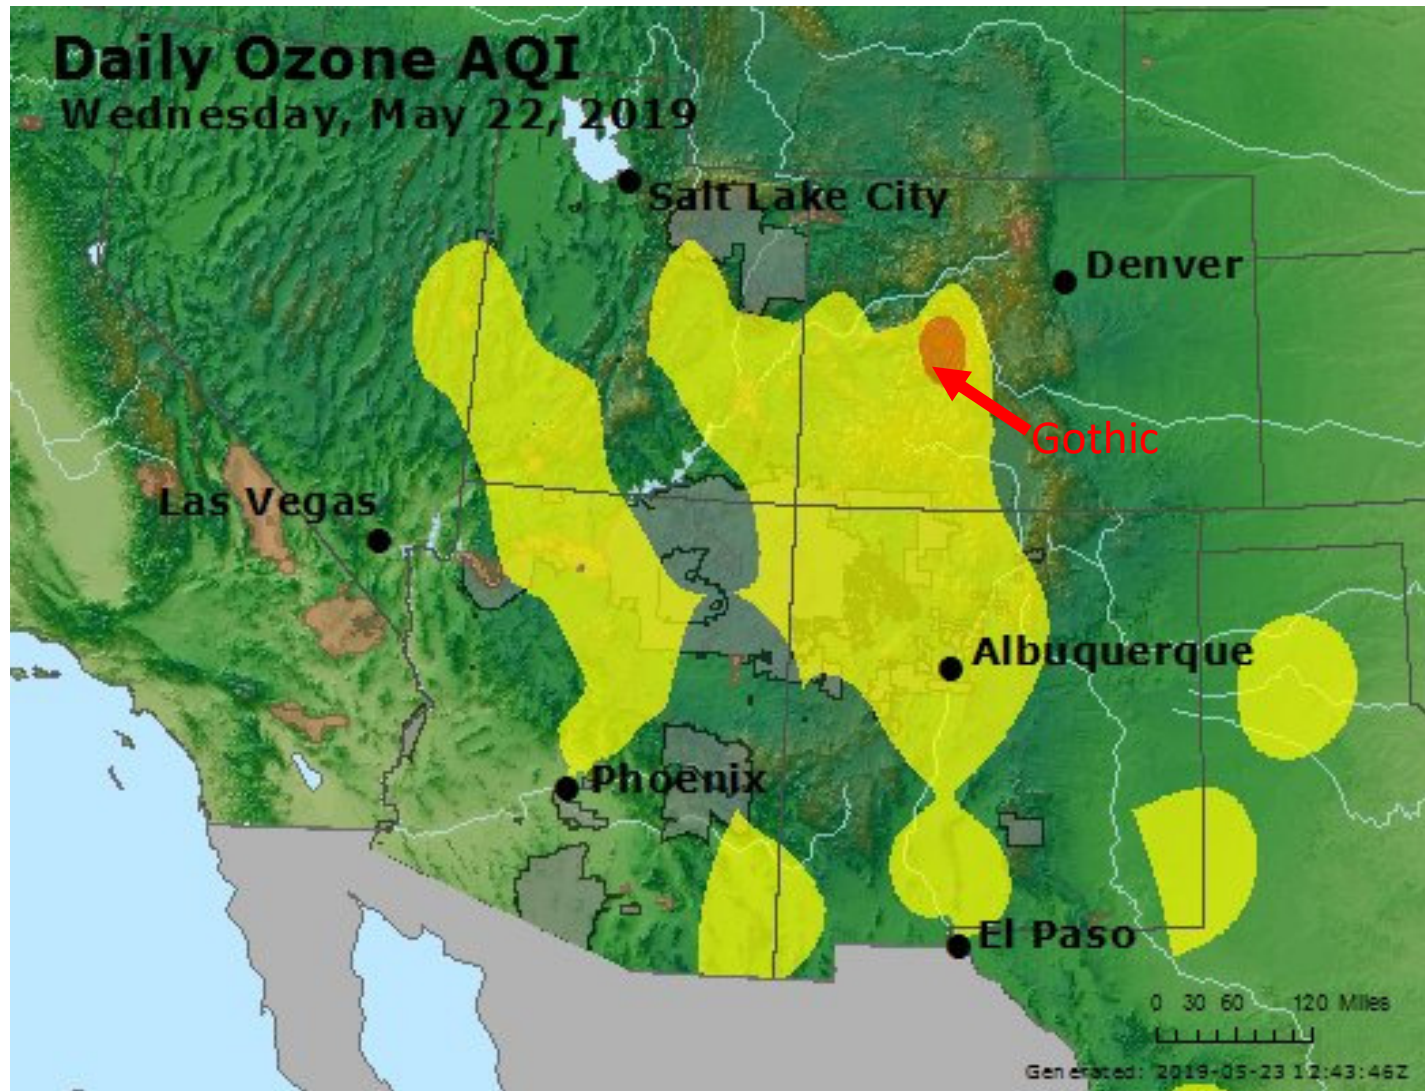 Daily Ozone AQI
Wednesday, May 22, 2019
Salt Lake City
Denver
Gothic
Las Vegas
Albuquerque
Phoenix
El Paso
0 30 60 120 Miles
Generated: 2019-05-23 12:43:46Z